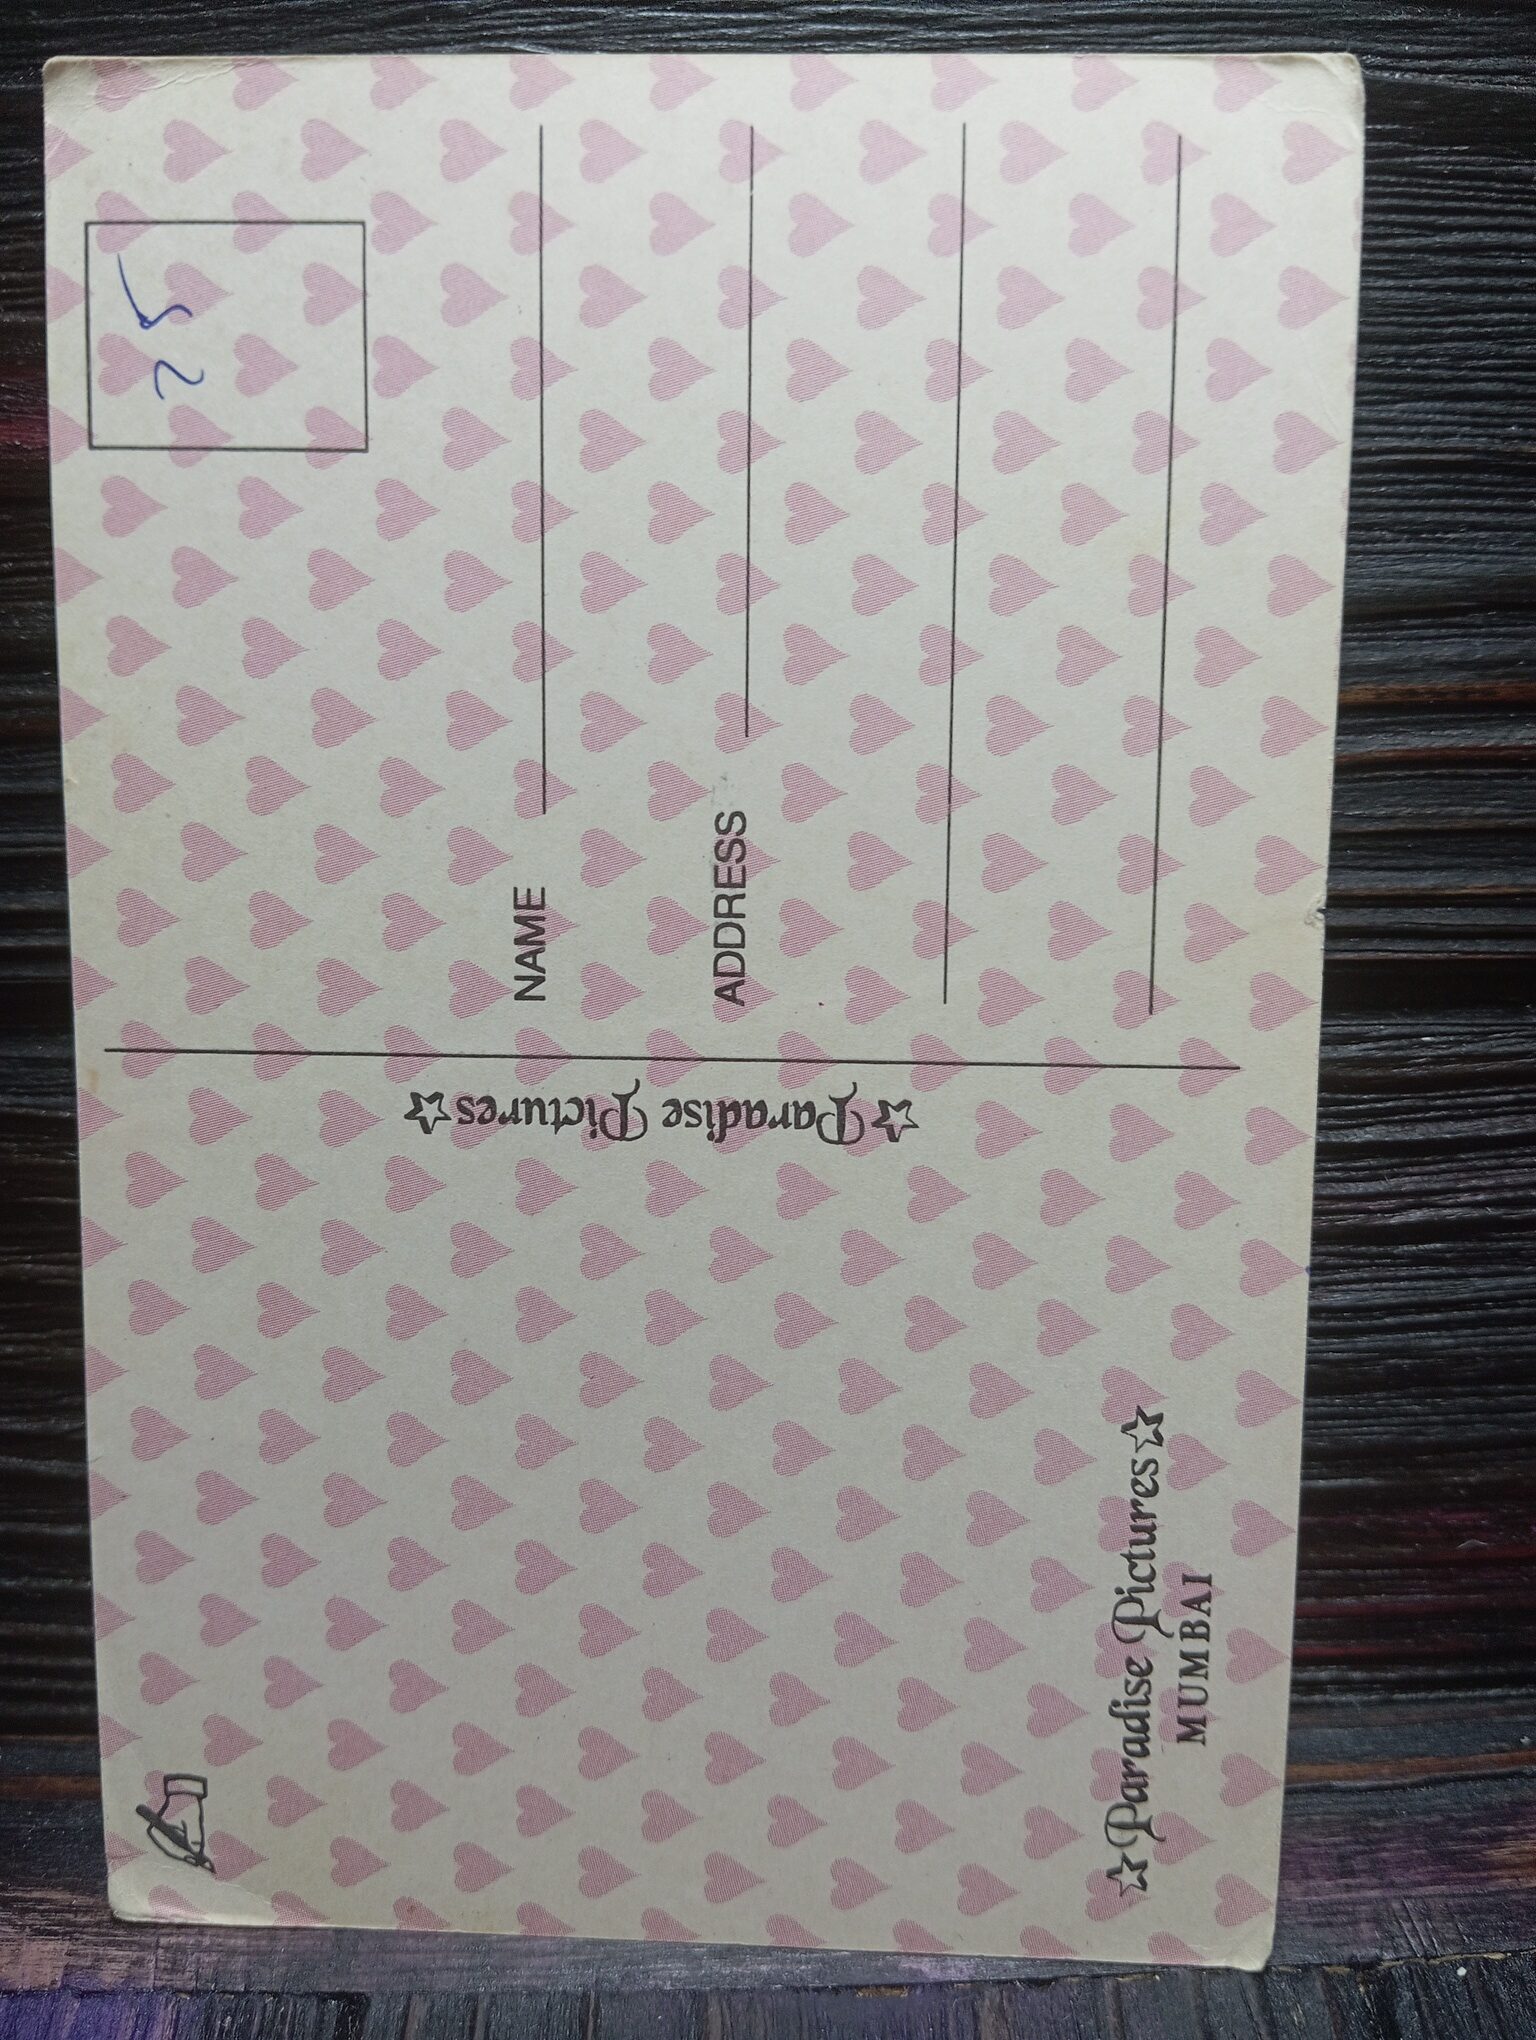 ☆Paradise Pictures☆
MUMBAI
☆Paradise Pictures☆
25
NAME
ADDRESS